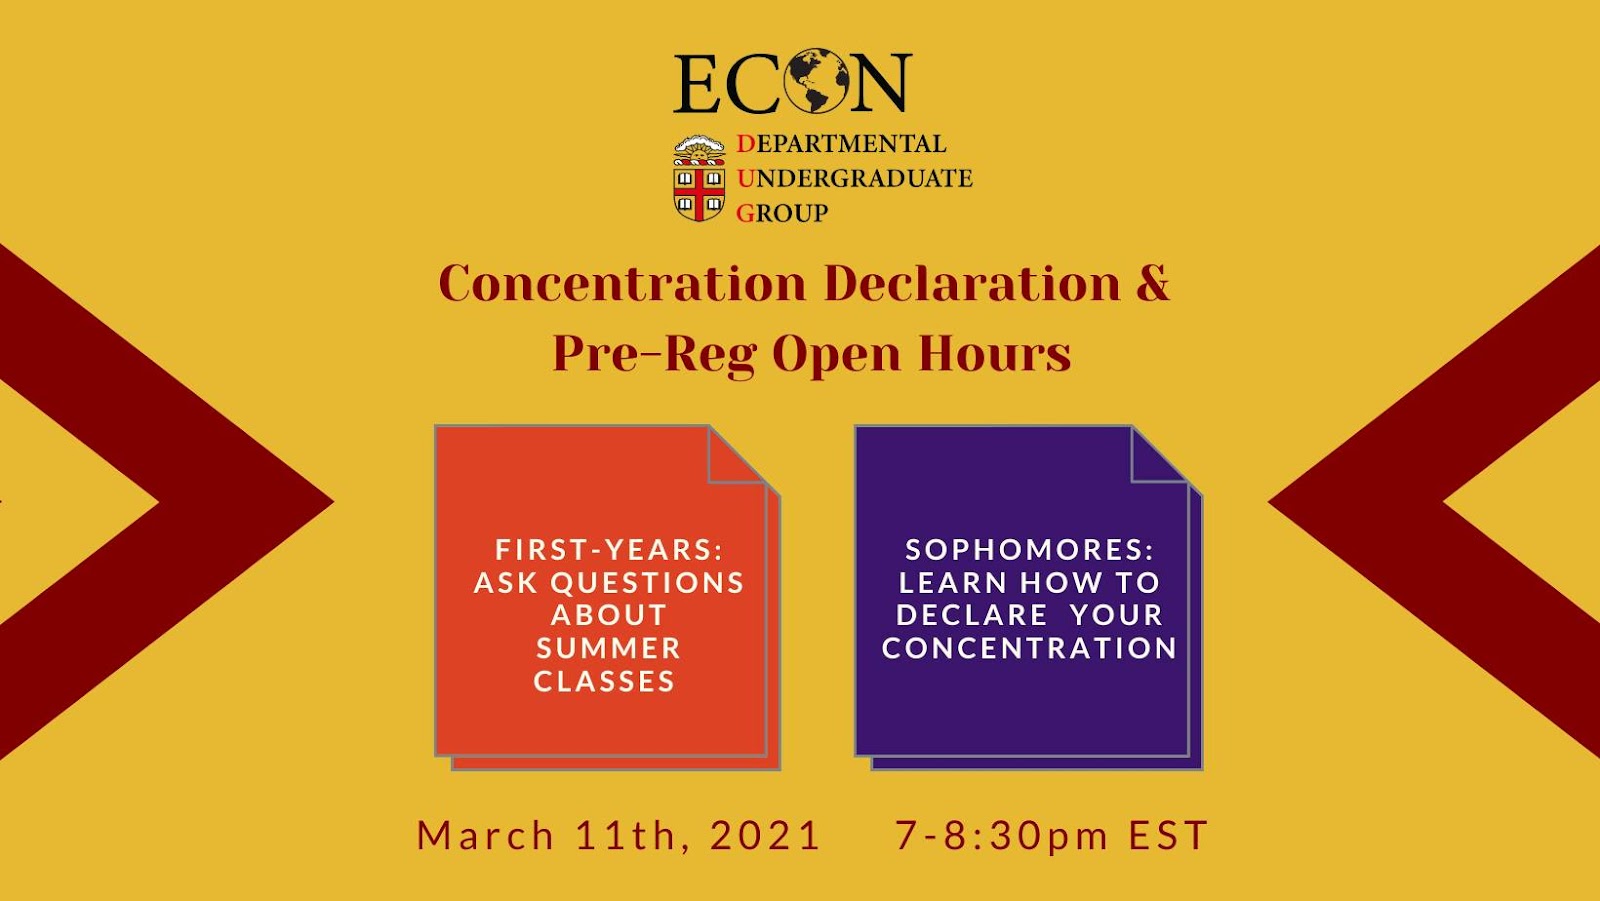 ECON
DEPARTMENTAL
UNDERGRADUATE
GROUP
Concentration Declaration &
Pre-Reg Open Hours
FIRST-YEARS:
ASK QUESTIONS
ABOUT
SUMMER
CLASSES
SOPHOMORES:
LEARN HOW TO
DECLARE YOUR
CONCENTRATION
March 11th, 2021 7-8:30pm EST